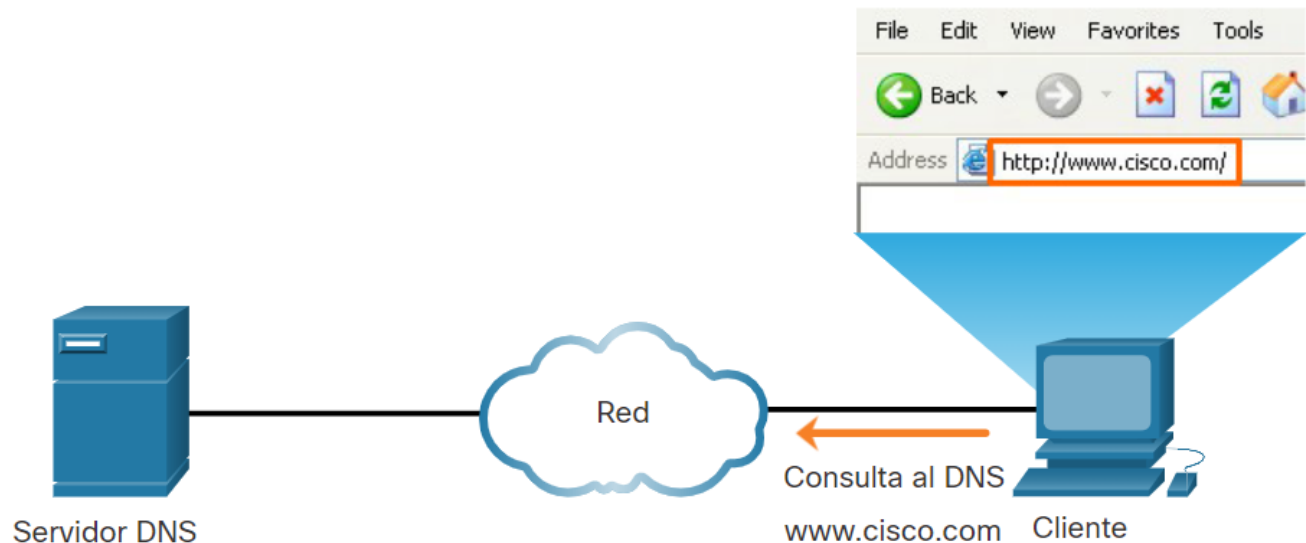 File Edit View Favorites Tools
Back
Address http://www.cisco.com/
Red
Consulta al DNS
www.cisco.com
Servidor DNS
Cliente